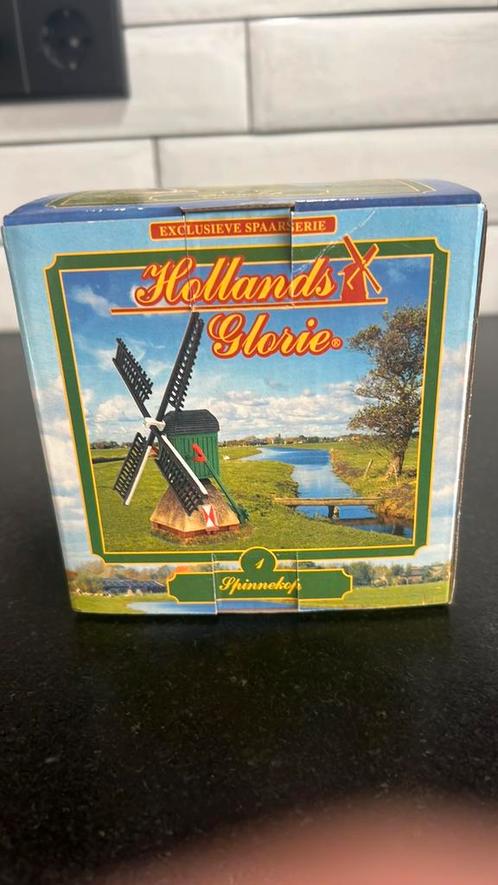 EXCLUSIEVE SPAARSERIE
Hollands
Glorie®
1
Spinnekop